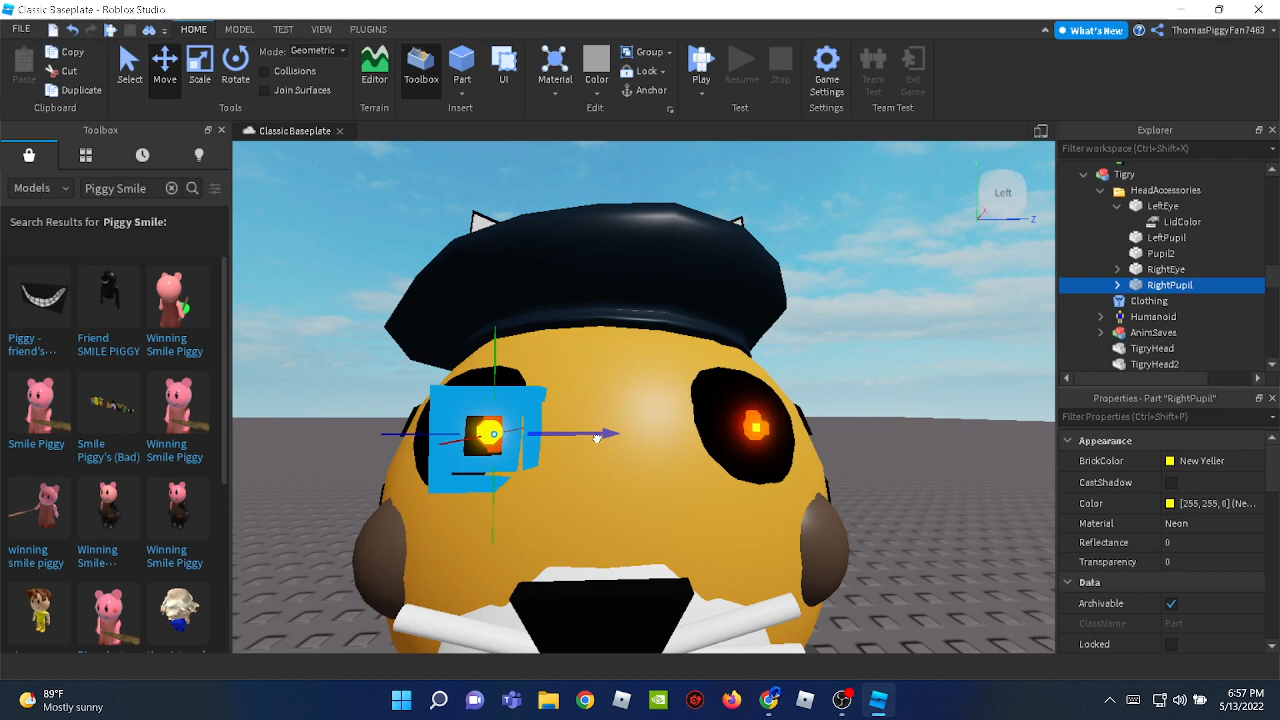 Classic Baseplate - Roblox Studio
FILE
HOME
MODEL
TEST
VIEW
PLUGINS
What's New
ThomasPiggyFan7463
Paste
Copy
Cut
Duplicate
Clipboard
Select
Move
Scale
Rotate
Mode: Geometric
Collisions
Join Surfaces
Tools
Editor
Terrain
Toolbox
Part
UI
Insert
Material
Color
Group
Lock
Anchor
Edit
Play
Resume
Stop
Test
Game Settings
Settings
Team Test
Exit Game
Team Test
Toolbox
Models
Piggy Smile
Search Results for Piggy Smile:
Piggy - friend's...
Friend SMILE PIGGY
Winning Smile Piggy
Smile Piggy
Smile Piggy's (Bad)
Winning Smile Piggy
winning smile piggy
Winning Smile...
Winning Smile Piggy
Classic Baseplate
Left
Y
X
Z
Explorer
Filter workspace (Ctrl+Shift+X)
Tigry
HeadAccessories
LeftEye
LidColor
LeftPupil
Pupil2
RightEye
RightPupil
Clothing
Humanoid
AnimSaves
TigryHead
TigryHead2
Properties - Part "RightPupil"
Filter Properties (Ctrl+Shift+P)
Appearance
BrickColor New Yeller
CastShadow
Color [255, 255, 0] (Ne...
Material Neon
Reflectance 0
Transparency 0
Data
Archivable
ClassName Part
Locked
89°F
Mostly sunny
6:57 PM
5/13/2022